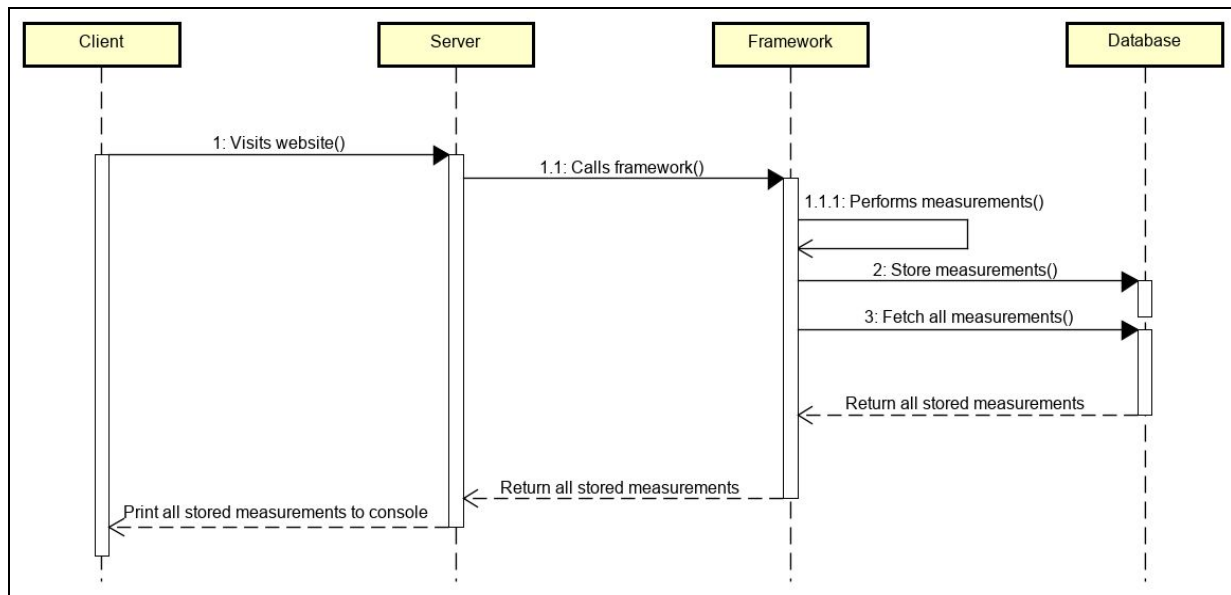 Client
Server
Framework
Database
1: Visits website()
1.1: Calls framework()
1.1.1: Performs measurements()
2: Store measurements()
3: Fetch all measurements()
Return all stored measurements
Return all stored measurements
Print all stored measurements to console